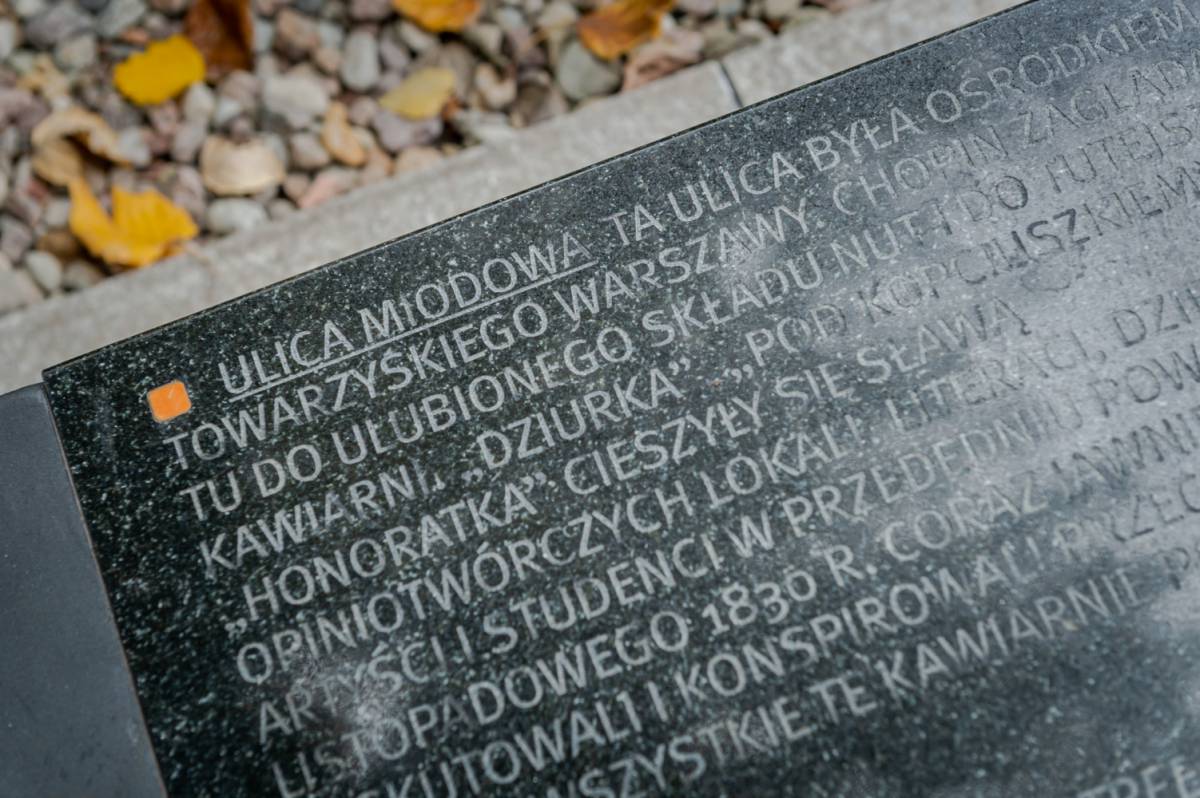 ULICA MIODOWA TA ULICA BYŁA OŚRODKIEM
TOWARZYSKIEGO WARSZAWY. CHOPIN ZAGLĄDA
TU DO ULUBIONEGO SKŁADU NUT I DO TUTEJS
KAWIARNI. „DZIURKA”, „POD KOPCIUSZKIEM
„HONORATKA” CIESZYŁY SIĘ SŁAWĄ
OPINIOTWÓRCZYCH LOKALI. LITERACI, DZI
ARTYŚCI I STUDENCI W PRZEDEDNIU POW
LISTOPADOWEGO 1830 R. CORAZ JAWNI
SKUTOWALI I KONSPIROWALI PRZEC
WSZYSTKIE TE KAWIARNIE